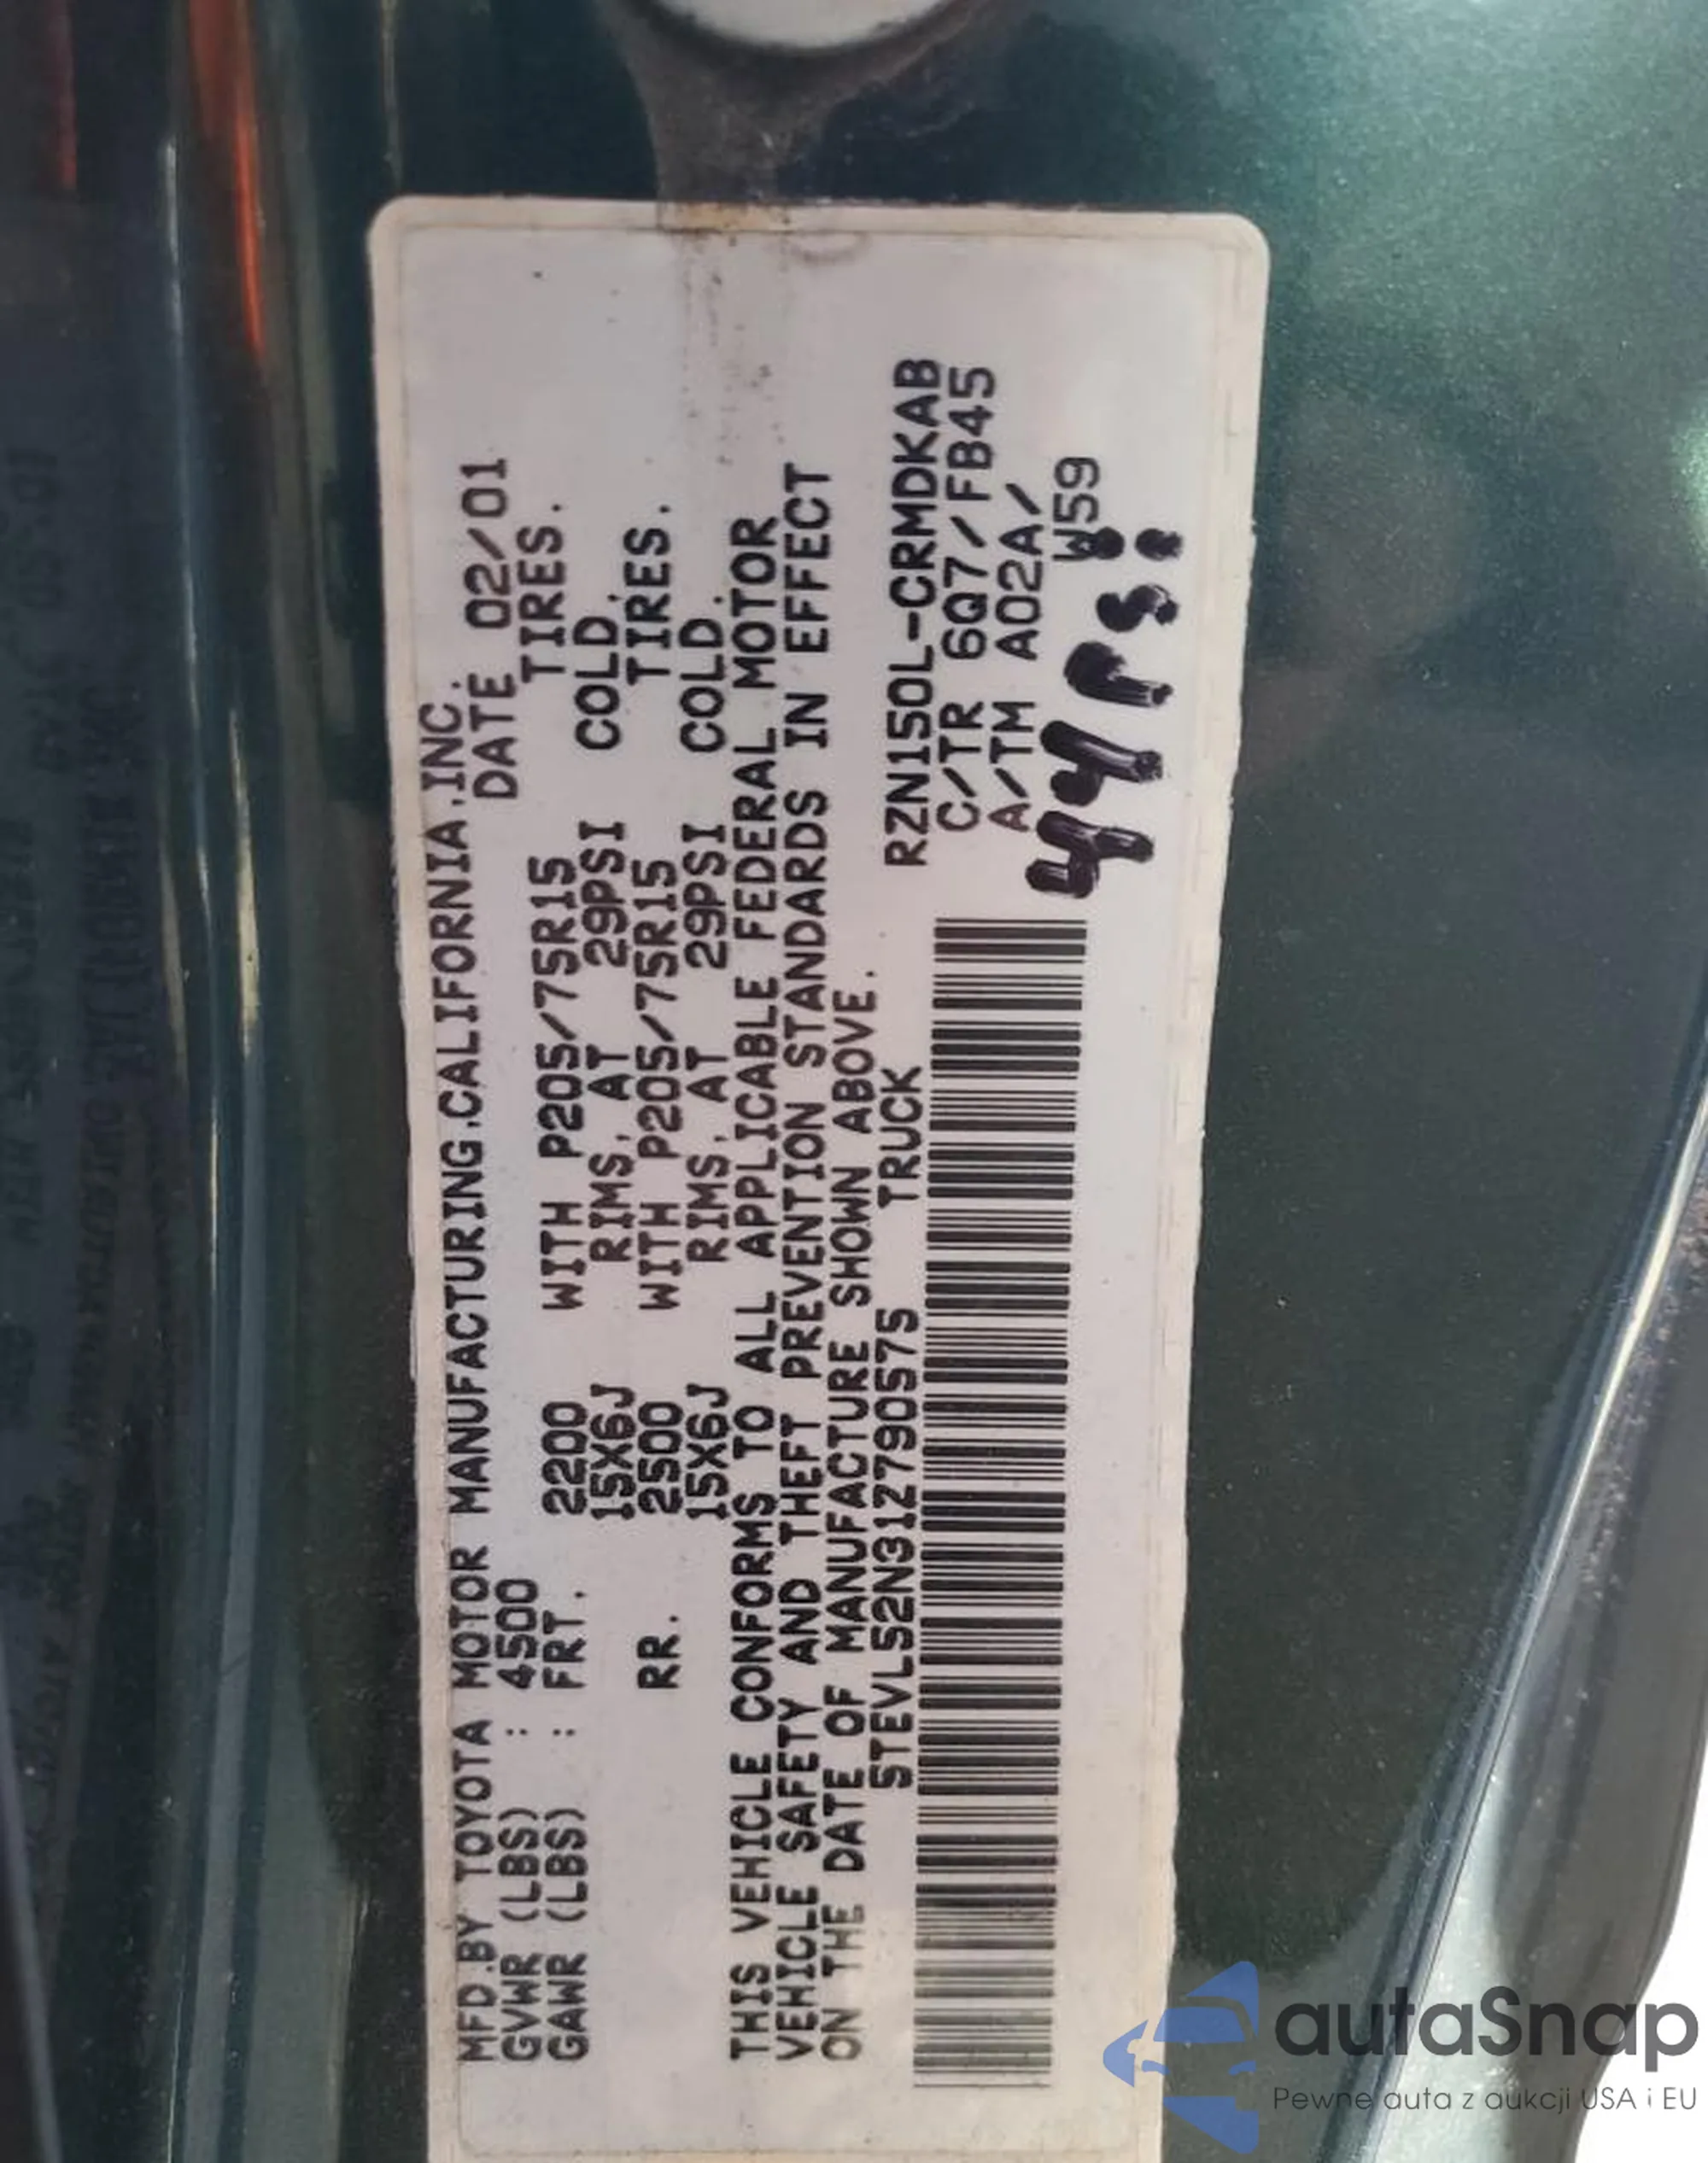 MFD.BY TOYOTA MOTOR MANUFACTURING.CALIFORNIA.INC.
GVWR (LBS) : 4500 DATE 02/01
GAWR (LBS) : FRT. 2200 WITH P205/75R15 TIRES.
15X6J RIMS, AT 29PSI COLD.
RR. 2500 WITH P205/75R15 TIRES.
15X6J RIMS, AT 29PSI COLD.
THIS VEHICLE CONFORMS TO ALL APPLICABLE FEDERAL MOTOR
VEHICLE SAFETY AND THEFT PREVENTION STANDARDS IN EFFECT
ON THE DATE OF MANUFACTURE SHOWN ABOVE.
5TEVL52N31Z790575 TRUCK
RZN150L-CRMDKAB
C/TR 6Q7/FB45
A/TM A02A/
W59
autaSnap
Pewne auta z aukcji USA i EU